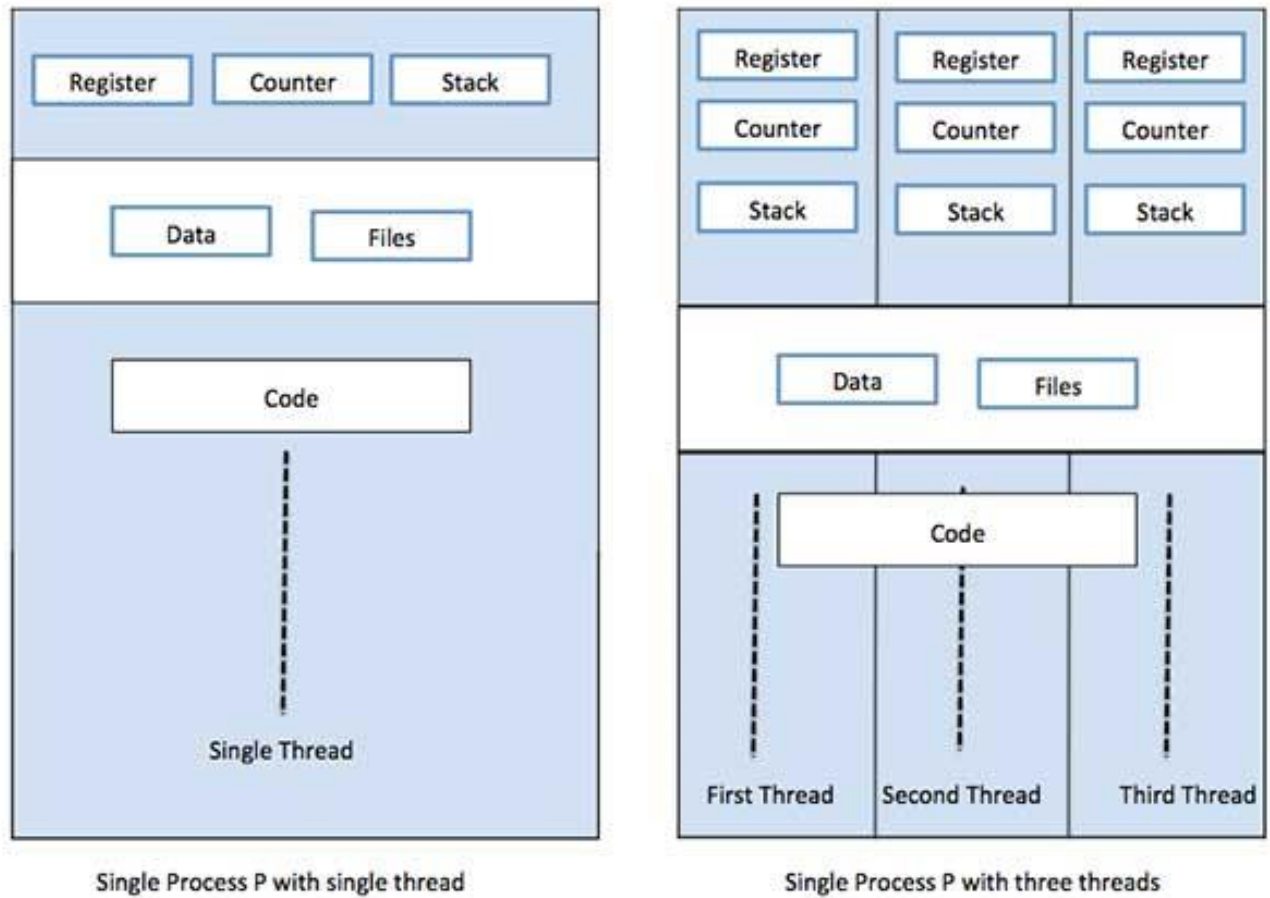 Register
Counter
Stack
Data
Files
Code
Single Thread
Single Process P with single thread
Register
Register
Register
Counter
Counter
Counter
Stack
Stack
Stack
Data
Files
Code
First Thread
Second Thread
Third Thread
Single Process P with three threads